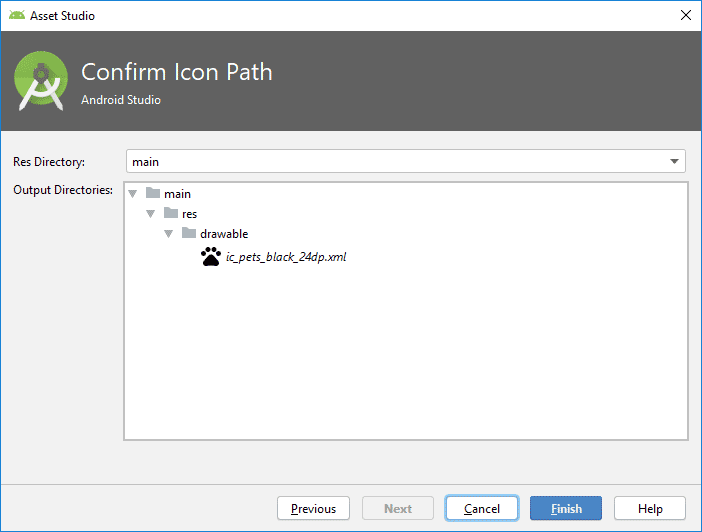 Asset Studio
Confirm Icon Path
Android Studio
Res Directory:
main
Output Directories:
main
res
drawable
ic_pets_black_24dp.xml
Previous
Next
Cancel
Finish
Help